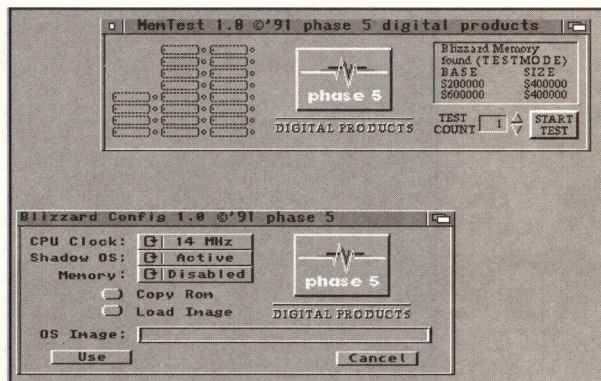 MemTest 1.0 ©'91 phase 5 digital products
phase 5
DIGITAL PRODUCTS
Blizzard Memory
found (TESTMODE)
BASE SIZE
$200000 $400000
$600000 $400000
TEST COUNT 1
START TEST
Blizzard Config 1.0 ©'91 phase 5
CPU Clock: 14 MHz
Shadow OS: Active
Memory: Disabled
Copy Rom
Load Image
OS Image:
Use
Cancel
phase 5
DIGITAL PRODUCTS